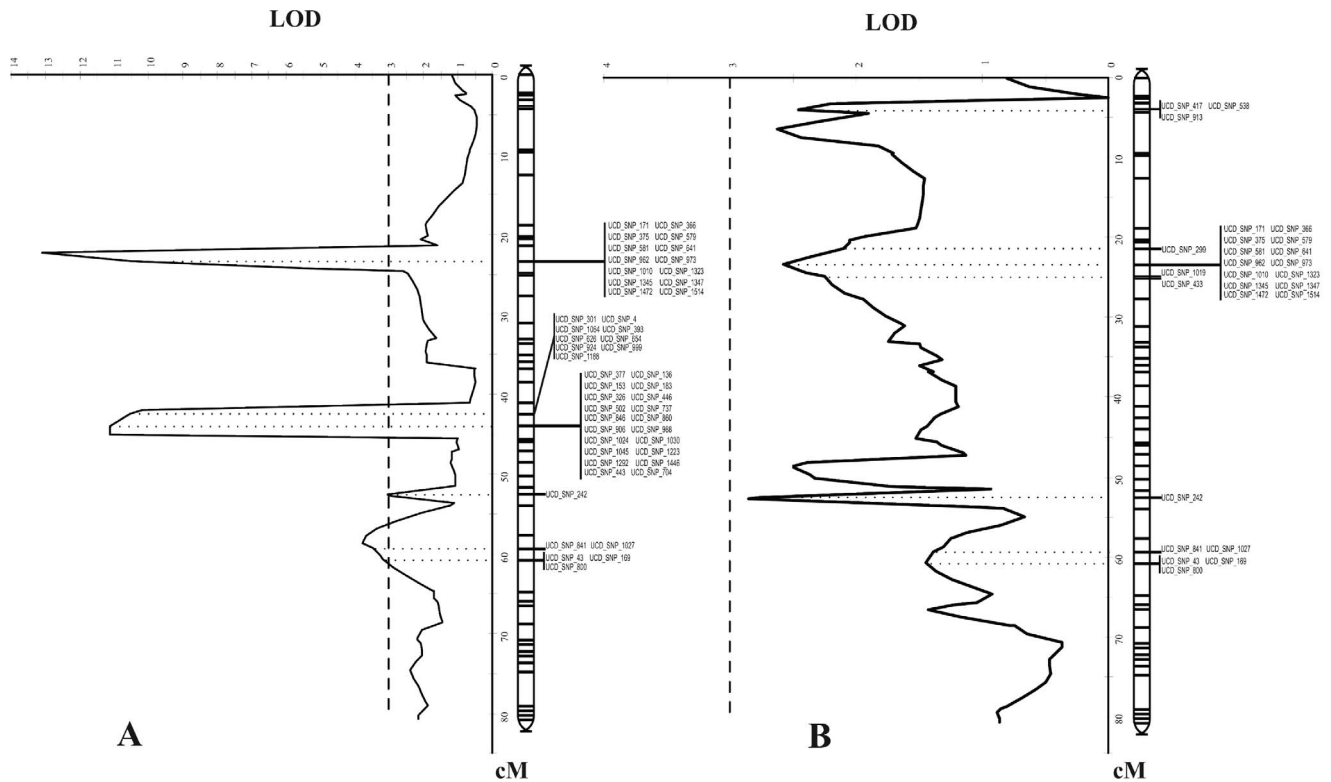 LOD
14 13 12 11 10 9 8 7 6 5 4 3 2 1 0
0
10
20
30
40
50
60
70
80
UCD_SNP_171 UCD_SNP_366
UCD_SNP_375 UCD_SNP_579
UCD_SNP_581 UCD_SNP_641
UCD_SNP_962 UCD_SNP_973
UCD_SNP_1010 UCD_SNP_1323
UCD_SNP_1345 UCD_SNP_1347
UCD_SNP_1472 UCD_SNP_1514
UCD_SNP_301 UCD_SNP_4
UCD_SNP_1064 UCD_SNP_393
UCD_SNP_626 UCD_SNP_654
UCD_SNP_924 UCD_SNP_999
UCD_SNP_1188
UCD_SNP_377 UCD_SNP_136
UCD_SNP_153 UCD_SNP_183
UCD_SNP_326 UCD_SNP_446
UCD_SNP_502 UCD_SNP_737
UCD_SNP_846 UCD_SNP_860
UCD_SNP_906 UCD_SNP_988
UCD_SNP_1024 UCD_SNP_1030
UCD_SNP_1045 UCD_SNP_1223
UCD_SNP_1292 UCD_SNP_1446
UCD_SNP_443 UCD_SNP_704
UCD_SNP_242
UCD_SNP_841 UCD_SNP_1027
UCD_SNP_43 UCD_SNP_169
UCD_SNP_800
A
cM
LOD
4 3 2 1 0
0
10
20
30
40
50
60
70
80
UCD_SNP_417 UCD_SNP_538
UCD_SNP_913
UCD_SNP_299
UCD_SNP_1019
UCD_SNP_433
UCD_SNP_171 UCD_SNP_366
UCD_SNP_375 UCD_SNP_579
UCD_SNP_581 UCD_SNP_641
UCD_SNP_962 UCD_SNP_973
UCD_SNP_1010 UCD_SNP_1323
UCD_SNP_1345 UCD_SNP_1347
UCD_SNP_1472 UCD_SNP_1514
UCD_SNP_242
UCD_SNP_841 UCD_SNP_1027
UCD_SNP_43 UCD_SNP_169
UCD_SNP_800
B
cM